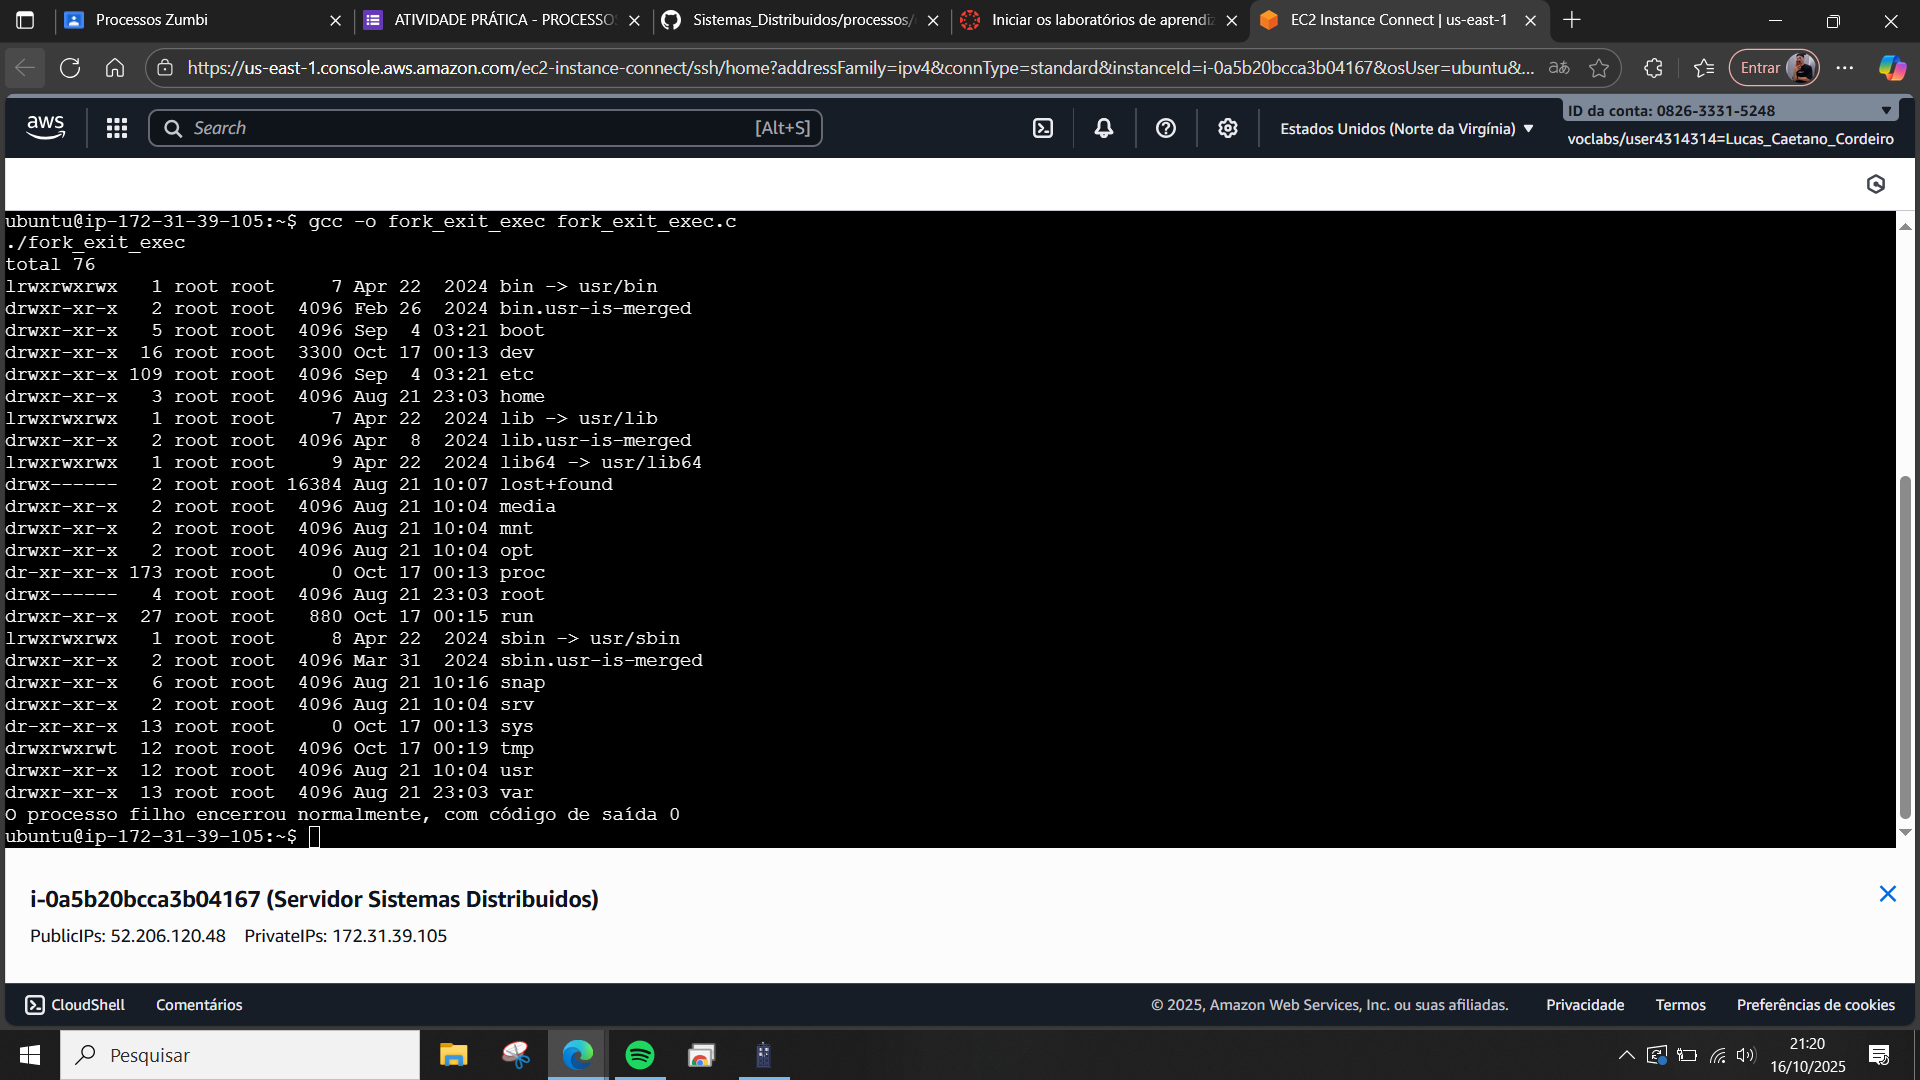 Processos Zumbi
ATIVIDADE PRÁTICA - PROCESSOS
Sistemas_Distribuidos/processos/
Iniciar os laboratórios de aprendiz
EC2 Instance Connect | us-east-1
https://us-east-1.console.aws.amazon.com/ec2-instance-connect/ssh/home?addressFamily=ipv4&connType=standard&instanceId=i-0a5b20bcca3b04167&osUser=ubuntu&...
Entrar
aws
Search [Alt+S]
Estados Unidos (Norte da Virgínia)
ID da conta: 0826-3331-5248
voclabs/user4314314=Lucas_Caetano_Cordeiro
ubuntu@ip-172-31-39-105:~$ gcc -o fork_exit_exec fork_exit_exec.c
./fork_exit_exec
total 76
lrwxrwxrwx   1 root root     7 Apr 22  2024 bin -> usr/bin
drwxr-xr-x   2 root root  4096 Feb 26  2024 bin.usr-is-merged
drwxr-xr-x   5 root root  4096 Sep  4 03:21 boot
drwxr-xr-x  16 root root  3300 Oct 17 00:13 dev
drwxr-xr-x 109 root root  4096 Sep  4 03:21 etc
drwxr-xr-x   3 root root  4096 Aug 21 23:03 home
lrwxrwxrwx   1 root root     7 Apr 22  2024 lib -> usr/lib
drwxr-xr-x   2 root root  4096 Apr  8  2024 lib.usr-is-merged
lrwxrwxrwx   1 root root     9 Apr 22  2024 lib64 -> usr/lib64
drwx------   2 root root 16384 Aug 21 10:07 lost+found
drwxr-xr-x   2 root root  4096 Aug 21 10:04 media
drwxr-xr-x   2 root root  4096 Aug 21 10:04 mnt
drwxr-xr-x   2 root root  4096 Aug 21 10:04 opt
dr-xr-xr-x 173 root root     0 Oct 17 00:13 proc
drwx------   4 root root  4096 Aug 21 23:03 root
drwxr-xr-x  27 root root   880 Oct 17 00:15 run
lrwxrwxrwx   1 root root     8 Apr 22  2024 sbin -> usr/sbin
drwxr-xr-x   2 root root  4096 Mar 31  2024 sbin.usr-is-merged
drwxr-xr-x   6 root root  4096 Aug 21 10:16 snap
drwxr-xr-x   2 root root  4096 Aug 21 10:04 srv
dr-xr-xr-x  13 root root     0 Oct 17 00:13 sys
drwxrwxrwt  12 root root  4096 Oct 17 00:19 tmp
drwxr-xr-x  12 root root  4096 Aug 21 10:04 usr
drwxr-xr-x  13 root root  4096 Aug 21 23:03 var
O processo filho encerrou normalmente, com código de saída 0
ubuntu@ip-172-31-39-105:~$
i-0a5b20bcca3b04167 (Servidor Sistemas Distribuidos)
PublicIPs: 52.206.120.48 PrivateIPs: 172.31.39.105
CloudShell Comentários © 2025, Amazon Web Services, Inc. ou suas afiliadas. Privacidade Termos Preferências de cookies
Pesquisar
21:20
16/10/2025